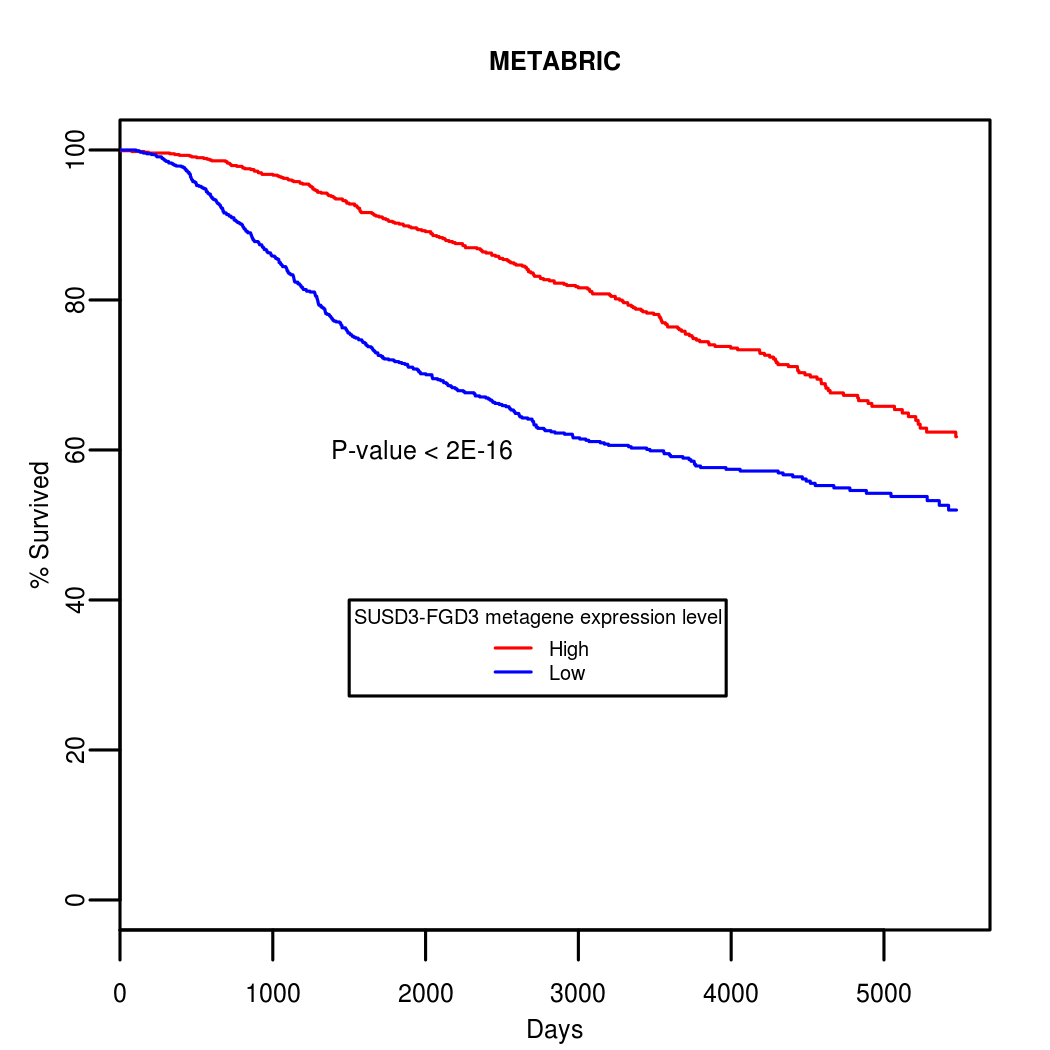 METABRIC
100
80
60
40
20
0
% Survived
P-value < 2E-16
SUSD3-FGD3 metagene expression level
High
Low
0 1000 2000 3000 4000 5000
Days